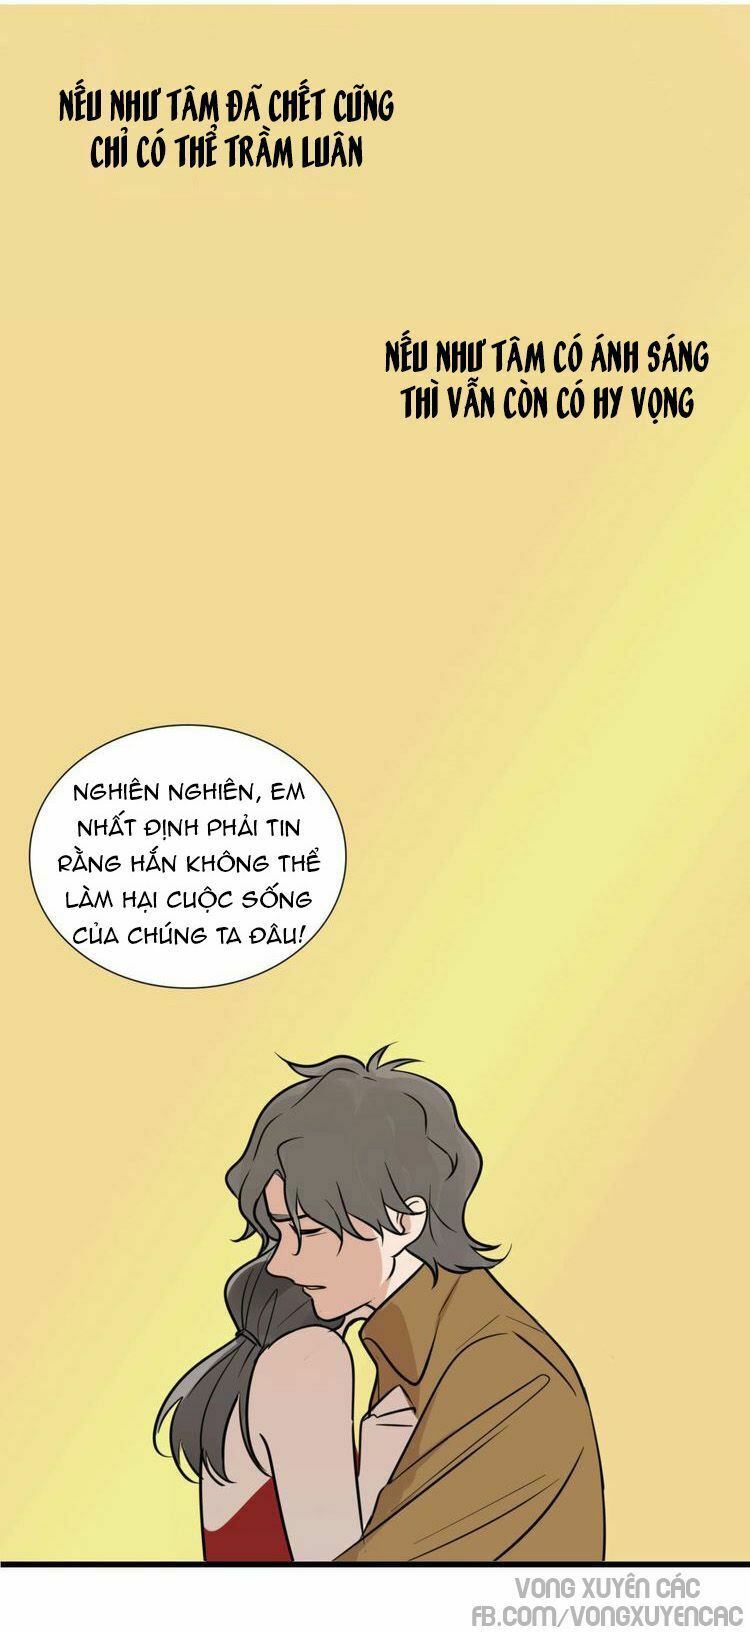 NẾU NHƯ TÂM ĐÃ CHẾT CŨNG
CHỈ CÓ THỂ TRẦM LUÂN
NẾU NHƯ TÂM CÓ ÁNH SÁNG
THÌ VẪN CÒN CÓ HY VỌNG
NGHIÊN NGHIÊN, EM
NHẤT ĐỊNH PHẢI TIN
RẰNG HẮN KHÔNG THỂ
LÀM HẠI CUỘC SỐNG
CỦA CHÚNG TA ĐÂU!
VONG XUYÊN CÁC
FB.COM/VONGXUYENCAC